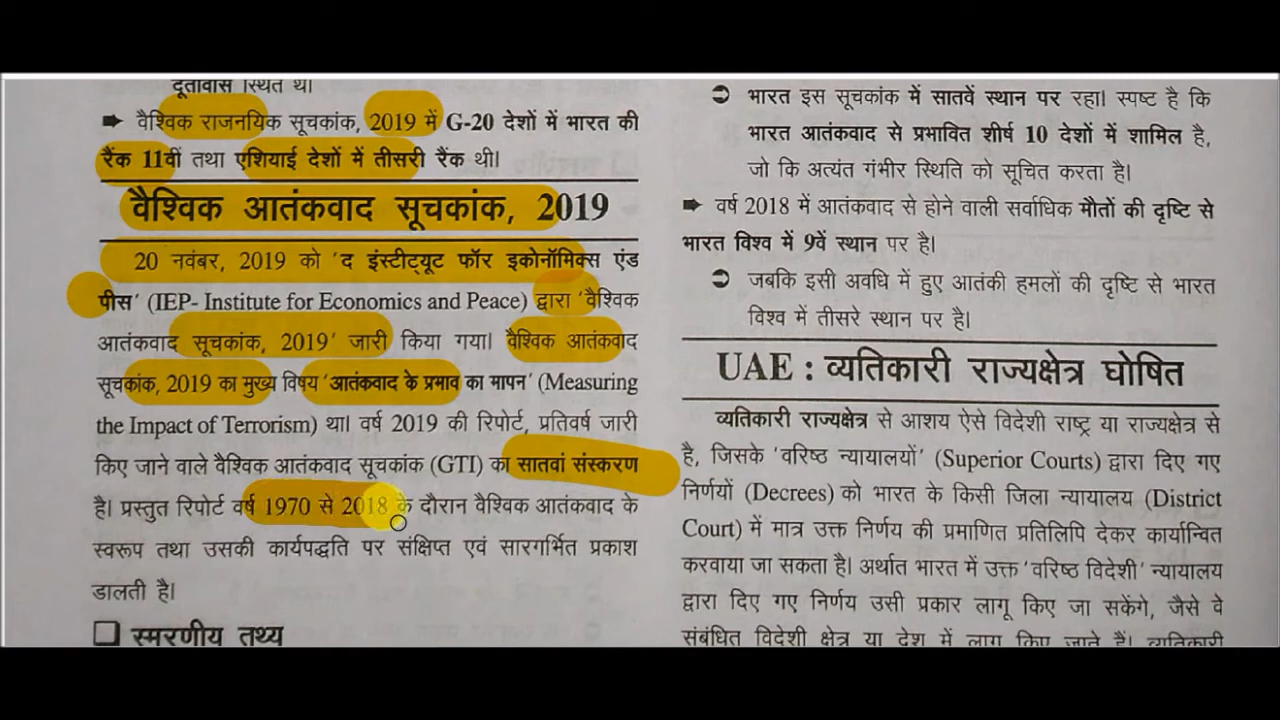 दूतावास स्थित थे।
➡ वैश्विक राजनयिक सूचकांक, 2019 में G-20 देशों में भारत की
रैंक 11वीं तथा एशियाई देशों में तीसरी रैंक थी।
वैश्विक आतंकवाद सूचकांक, 2019
20 नवंबर, 2019 को 'द इंस्टीट्यूट फॉर इकोनॉमिक्स एंड
पीस' (IEP- Institute for Economics and Peace) द्वारा 'वैश्विक
आतंकवाद सूचकांक, 2019' जारी किया गया। वैश्विक आतंकवाद
सूचकांक, 2019 का मुख्य विषय 'आतंकवाद के प्रभाव का मापन' (Measuring
the Impact of Terrorism) था। वर्ष 2019 की रिपोर्ट, प्रतिवर्ष जारी
किए जाने वाले वैश्विक आतंकवाद सूचकांक (GTI) का सातवां संस्करण
है। प्रस्तुत रिपोर्ट वर्ष 1970 से 2018 के दौरान वैश्विक आतंकवाद के
स्वरूप तथा उसकी कार्यपद्धति पर संक्षिप्त एवं सारगर्भित प्रकाश
डालती है।
❑ स्मरणीय तथ्य
➲ भारत इस सूचकांक में सातवें स्थान पर रहा। स्पष्ट है कि
भारत आतंकवाद से प्रभावित शीर्ष 10 देशों में शामिल है,
जो कि अत्यंत गंभीर स्थिति को सूचित करता है।
➡ वर्ष 2018 में आतंकवाद से होने वाली सर्वाधिक मौतों की दृष्टि से
भारत विश्व में 9वें स्थान पर है।
➲ जबकि इसी अवधि में हुए आतंकी हमलों की दृष्टि से भारत
विश्व में तीसरे स्थान पर है।
UAE : व्यतिकारी राज्यक्षेत्र घोषित
व्यतिकारी राज्यक्षेत्र से आशय ऐसे विदेशी राष्ट्र या राज्यक्षेत्र से
है, जिसके 'वरिष्ठ न्यायालयों' (Superior Courts) द्वारा दिए गए
निर्णयों (Decrees) को भारत के किसी जिला न्यायालय (District
Court) में मात्र उक्त निर्णय की प्रमाणित प्रतिलिपि देकर कार्यान्वित
करवाया जा सकता है। अर्थात भारत में उक्त 'वरिष्ठ विदेशी' न्यायालय
द्वारा दिए गए निर्णय उसी प्रकार लागू किए जा सकेंगे, जैसे वे
संबंधित विदेशी क्षेत्र या देश में लागू किए जाते हैं। व्यतिकारी